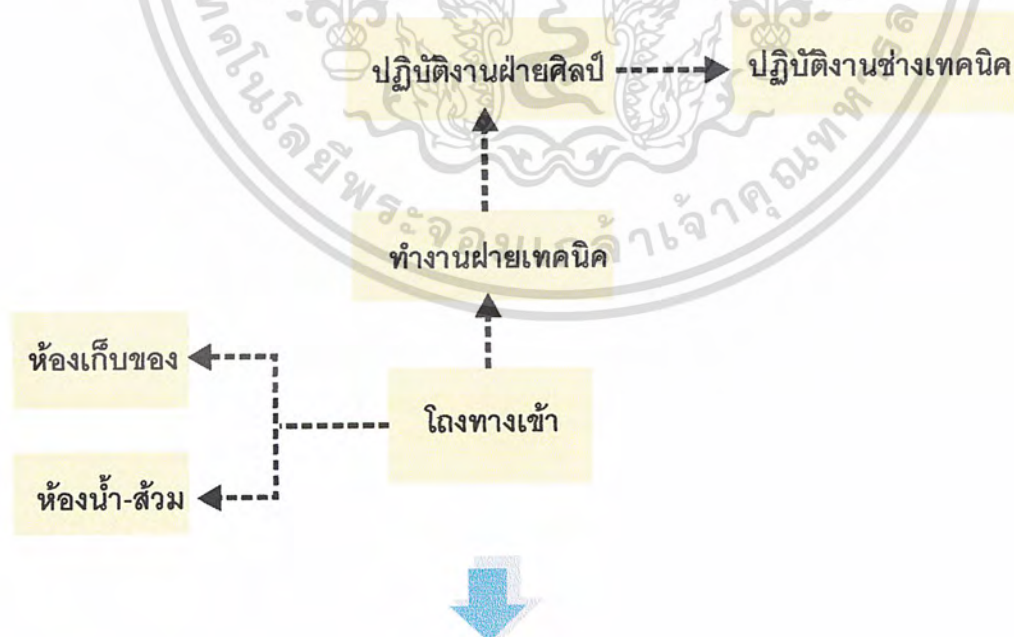 ปฏิบัติงานฝ่ายศิลป์
ปฏิบัติงานช่างเทคนิค
ทำงานฝ่ายเทคนิค
ห้องเก็บของ
โถงทางเข้า
ห้องน้ำ-ส้วม